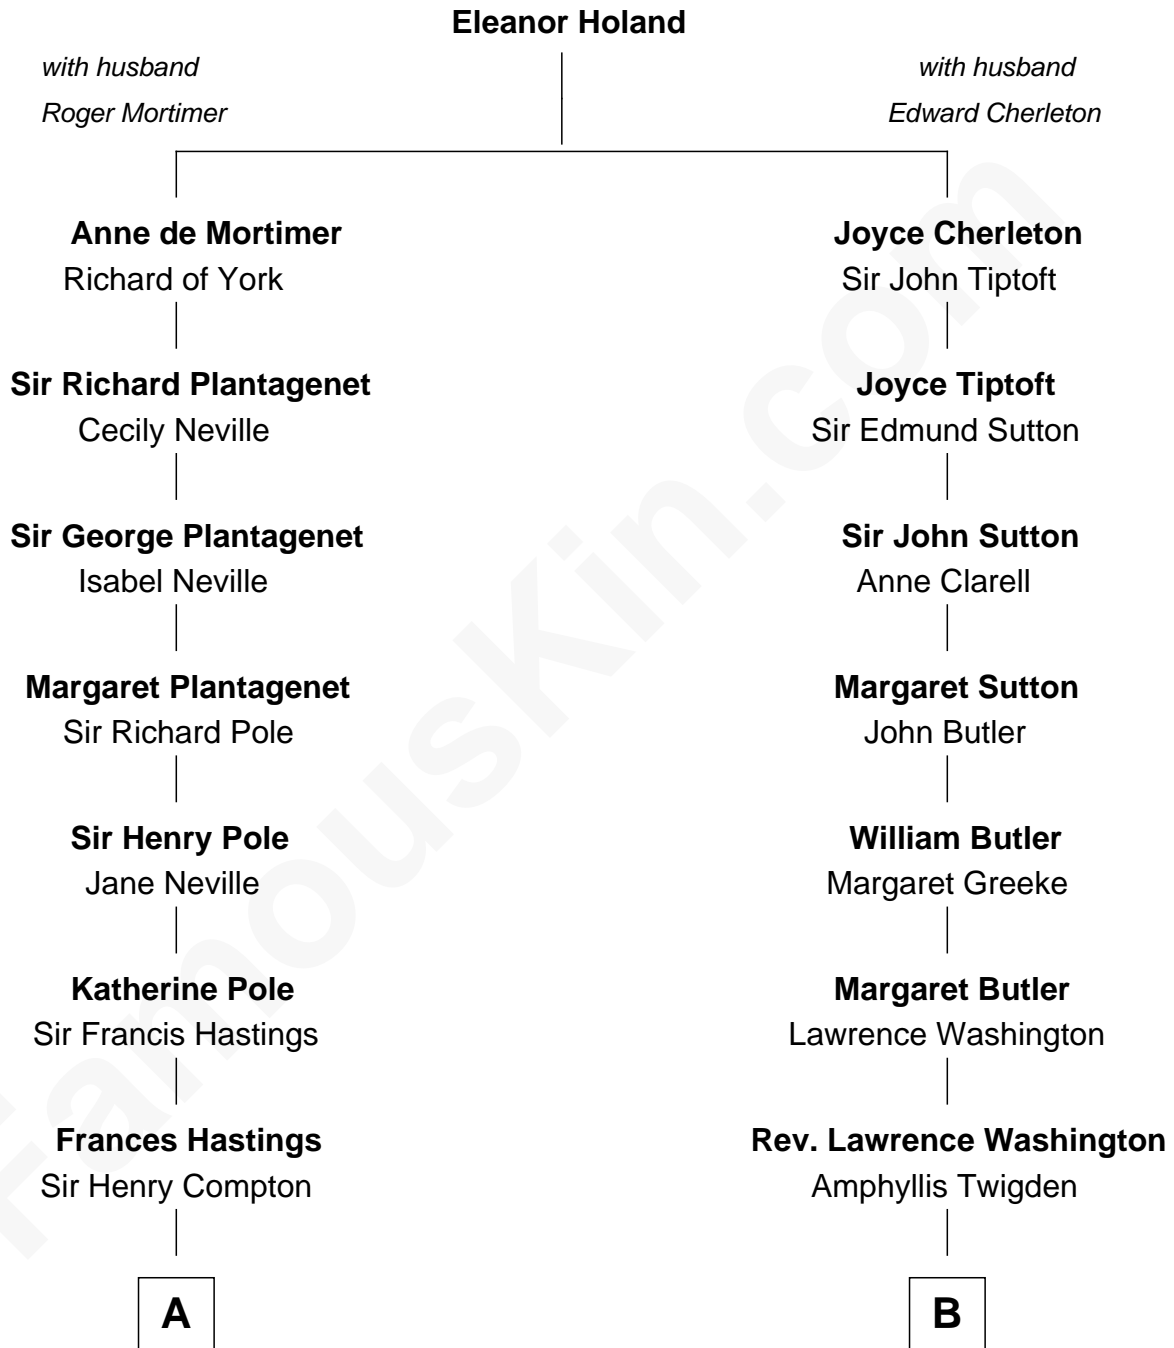 Eleanor Holand
with husband
Roger Mortimer
with husband
Edward Cherleton
Anne de Mortimer
Richard of York
Joyce Cherleton
Sir John Tiptoft
Sir Richard Plantagenet
Cecily Neville
Joyce Tiptoft
Sir Edmund Sutton
Sir George Plantagenet
Isabel Neville
Sir John Sutton
Anne Clarell
Margaret Plantagenet
Sir Richard Pole
Margaret Sutton
John Butler
Sir Henry Pole
Jane Neville
William Butler
Margaret Greeke
Katherine Pole
Sir Francis Hastings
Margaret Butler
Lawrence Washington
Frances Hastings
Sir Henry Compton
Rev. Lawrence Washington
Amphyllis Twigden
A
B
FamousKin.com